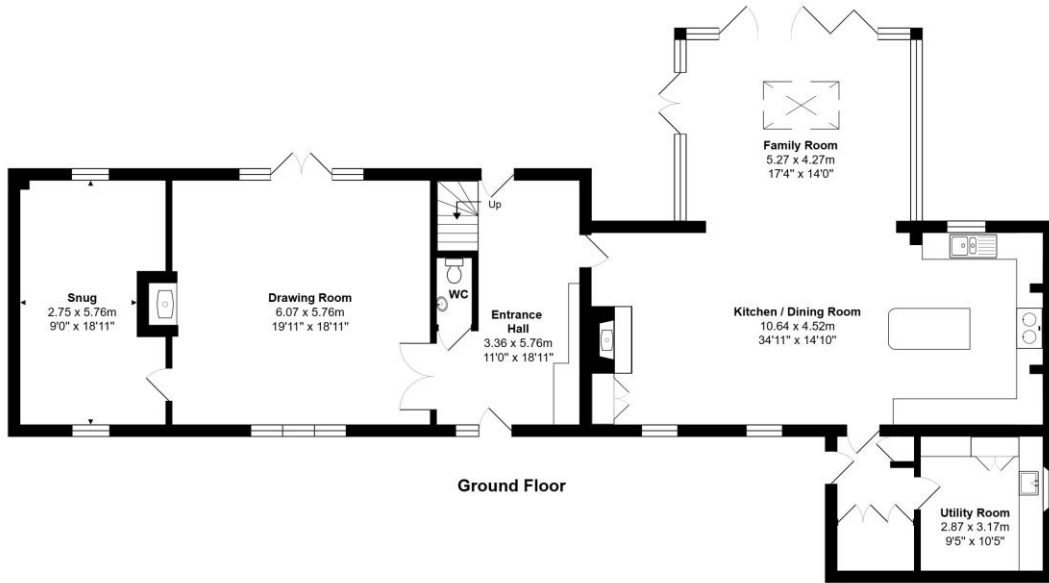 Family Room
5.27 x 4.27m
17'4" x 14'0"
Up
Snug
2.75 x 5.76m
9'0" x 18'11"
Drawing Room
6.07 x 5.76m
19'11" x 18'11"
WC
Entrance
Hall
3.36 x 5.76m
11'0" x 18'11"
Kitchen / Dining Room
10.64 x 4.52m
34'11" x 14'10"
Ground Floor
Utility Room
2.87 x 3.17m
9'5" x 10'5"